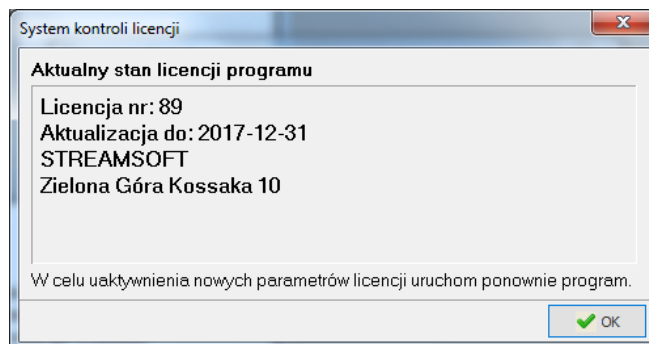 System kontroli licencji
Aktualny stan licencji programu
Licencja nr: 89
Aktualizacja do: 2017-12-31
STREAMSOFT
Zielona Góra Kossaka 10
W celu uaktywnienia nowych parametrów licencji uruchom ponownie program.
OK